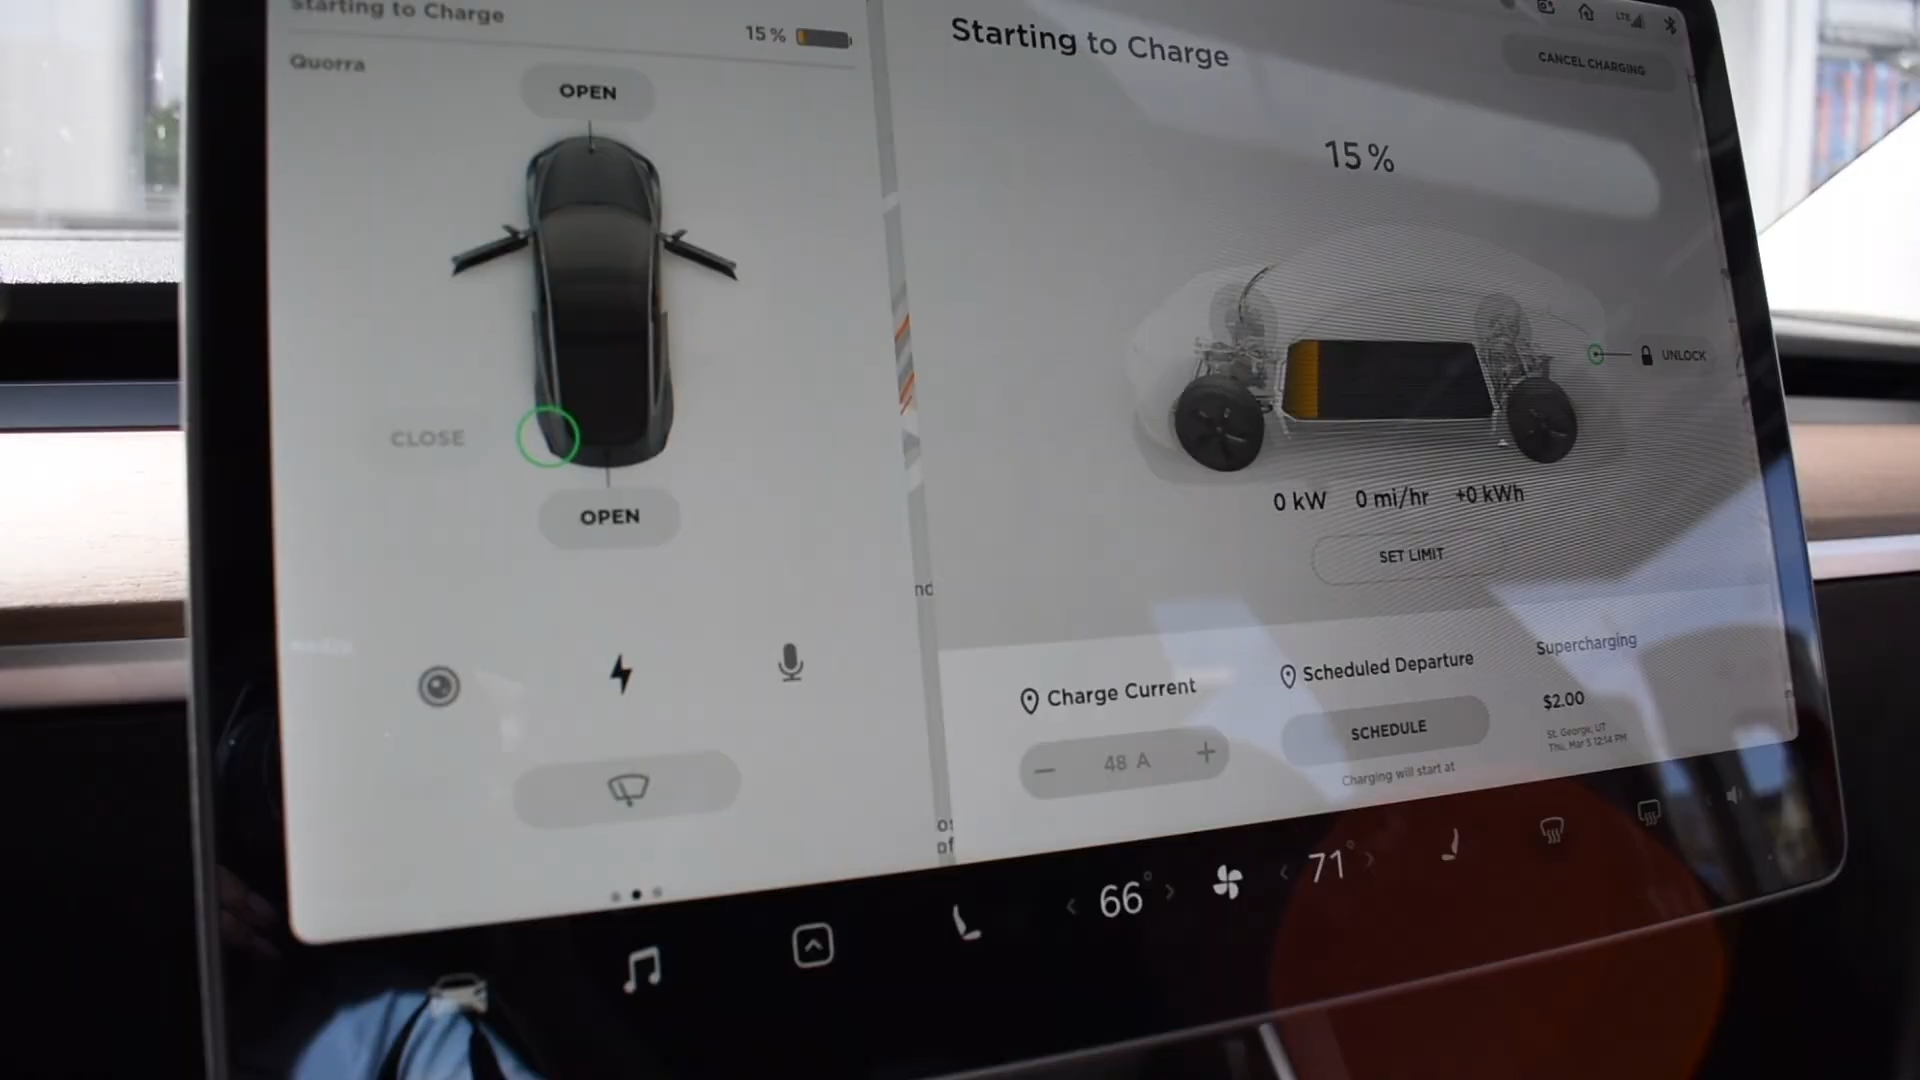 Starting to Charge
15 %
Quorra
OPEN
CLOSE
OPEN
Starting to Charge
LTE
CANCEL CHARGING
15 %
UNLOCK
0 kW 0 mi/hr +0 kWh
SET LIMIT
Charge Current
48 A
Scheduled Departure
SCHEDULE
Charging will start at
Supercharging
$2.00
St. George, UT
Thu, Mar 5 12:14 PM
66°
71°